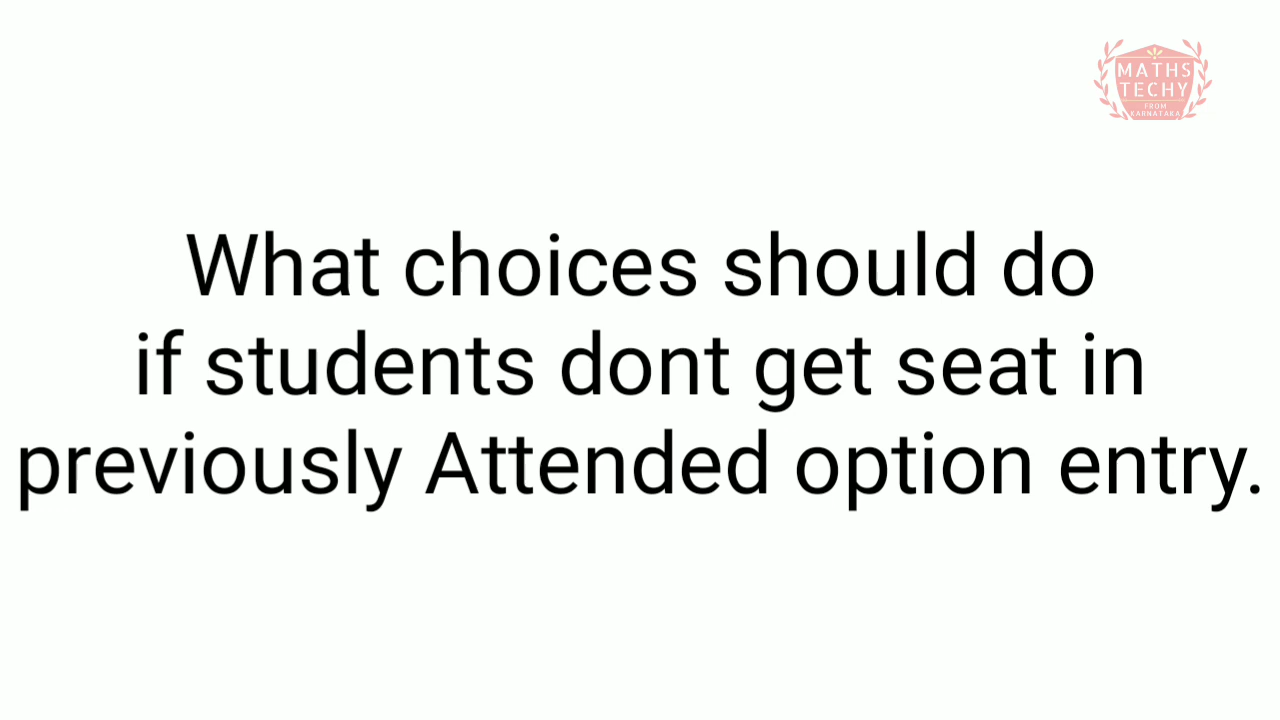 MATHS
TECHY
FROM
KARNATAKA
What choices should do
if students dont get seat in
previously Attended option entry.